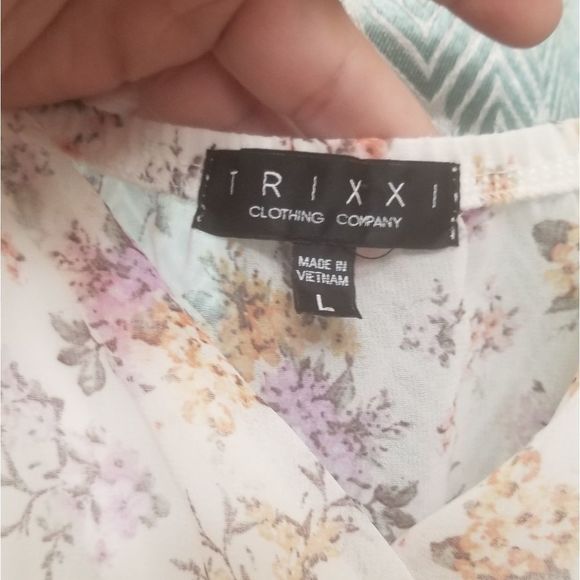 TRIXXI
CLOTHING COMPANY
MADE IN
VIETNAM
L